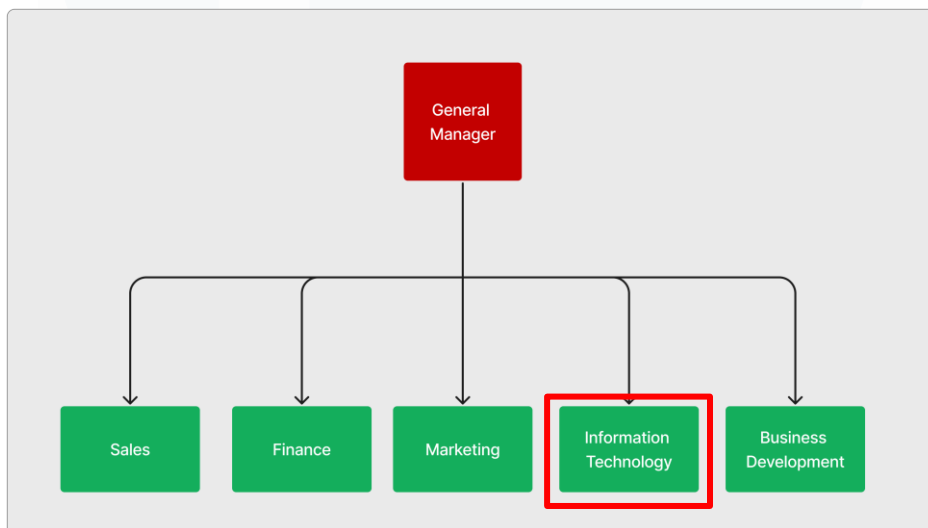 General
Manager
Sales
Finance
Marketing
Information
Technology
Business
Development